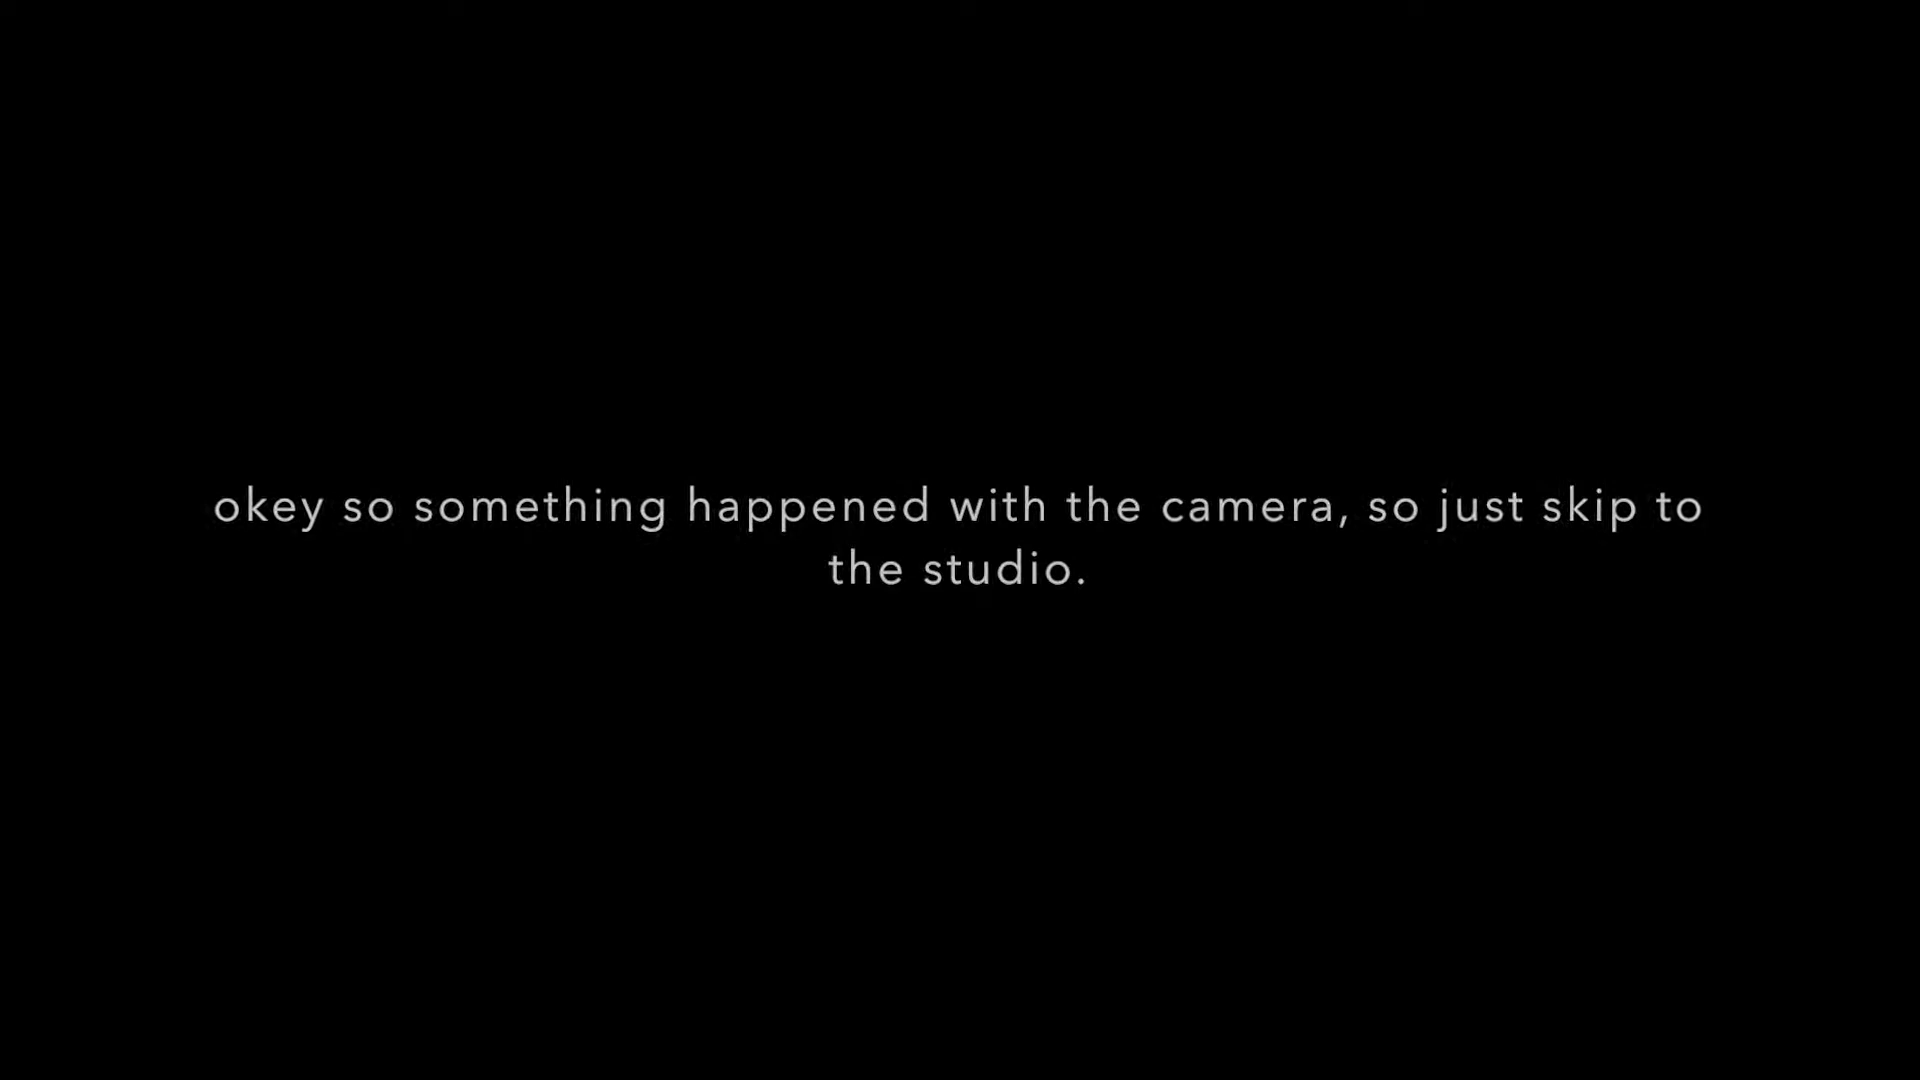 okey so something happened with the camera, so just skip to
the studio.